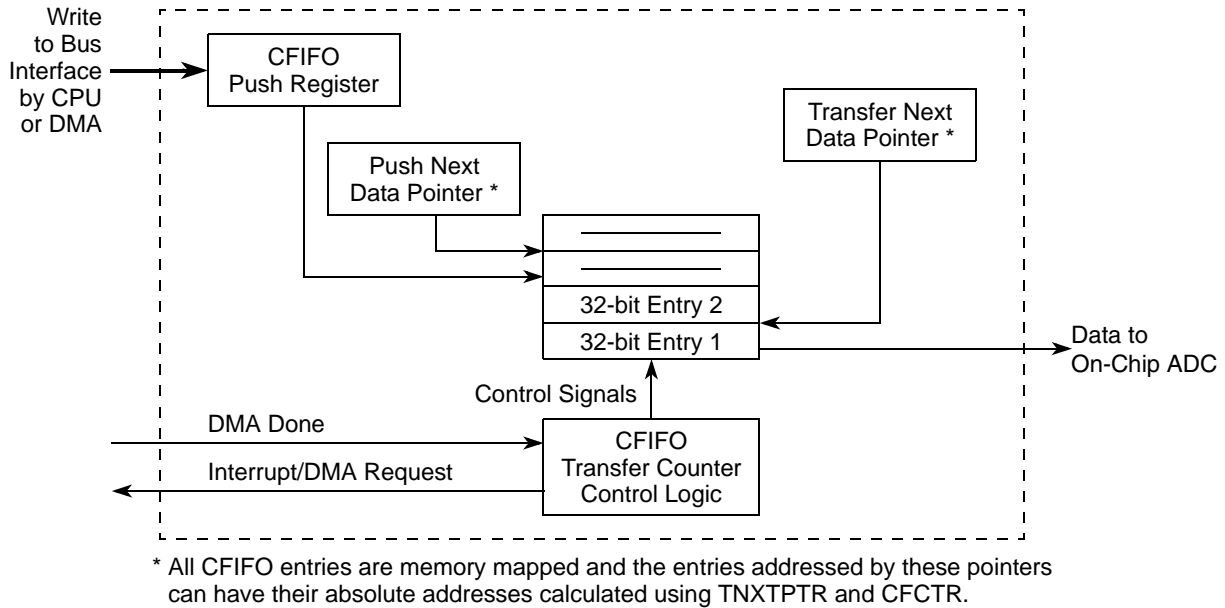 Write
to Bus
Interface
by CPU
or DMA
CFIFO
Push Register
Transfer Next
Data Pointer *
Push Next
Data Pointer *
32-bit Entry 2
32-bit Entry 1
Data to
On-Chip ADC
Control Signals
DMA Done
CFIFO
Transfer Counter
Control Logic
Interrupt/DMA Request
* All CFIFO entries are memory mapped and the entries addressed by these pointers
can have their absolute addresses calculated using TNXTPTR and CFCTR.